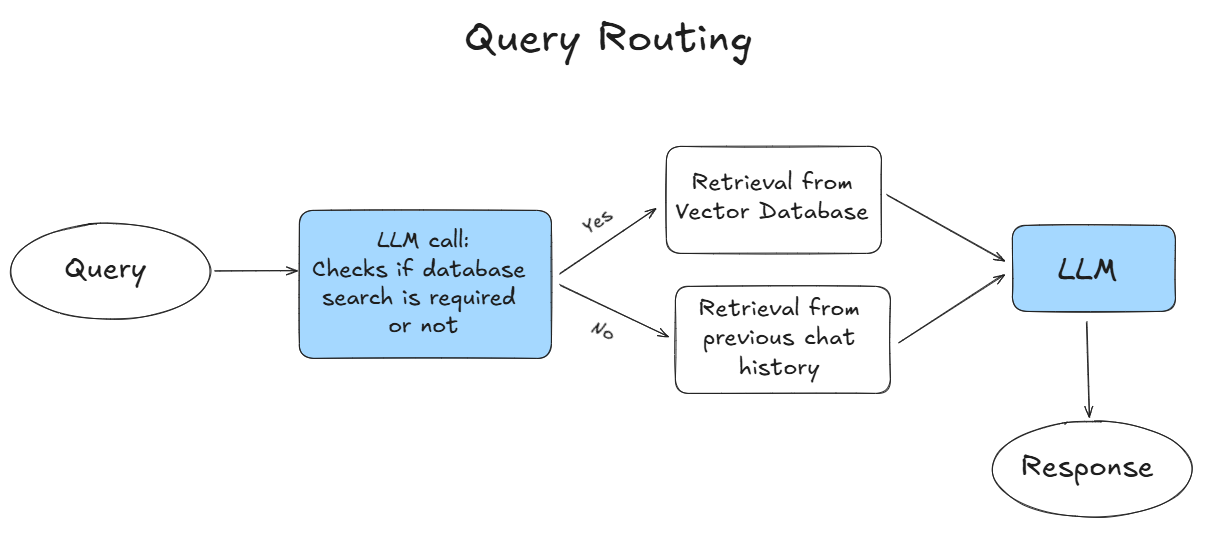 Query Routing
Query
LLM call:
Checks if database
search is required
or not
Yes
No
Retrieval from
Vector Database
Retrieval from
previous chat
history
LLM
Response